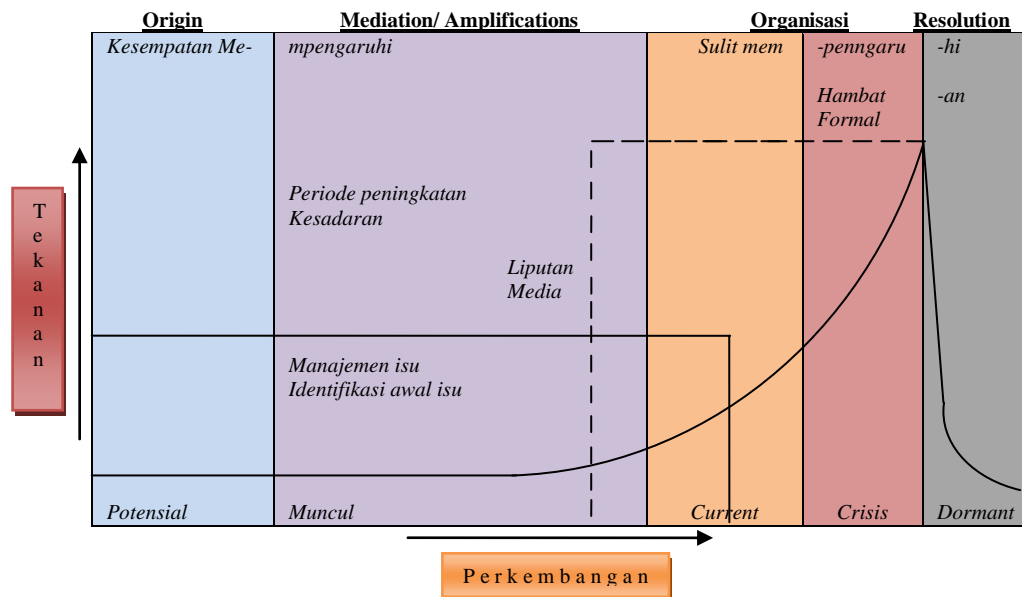 Origin Mediation/ Amplifications Organisasi Resolution
Kesempatan Me- mpengaruhi Sulit mem -penngaru -hi
Hambat -an
Formal
Periode peningkatan
Kesadaran
Tekanan
Liputan
Media
Manajemen isu
Identifikasi awal isu
Potensial Muncul Current Crisis Dormant
Perkembangan